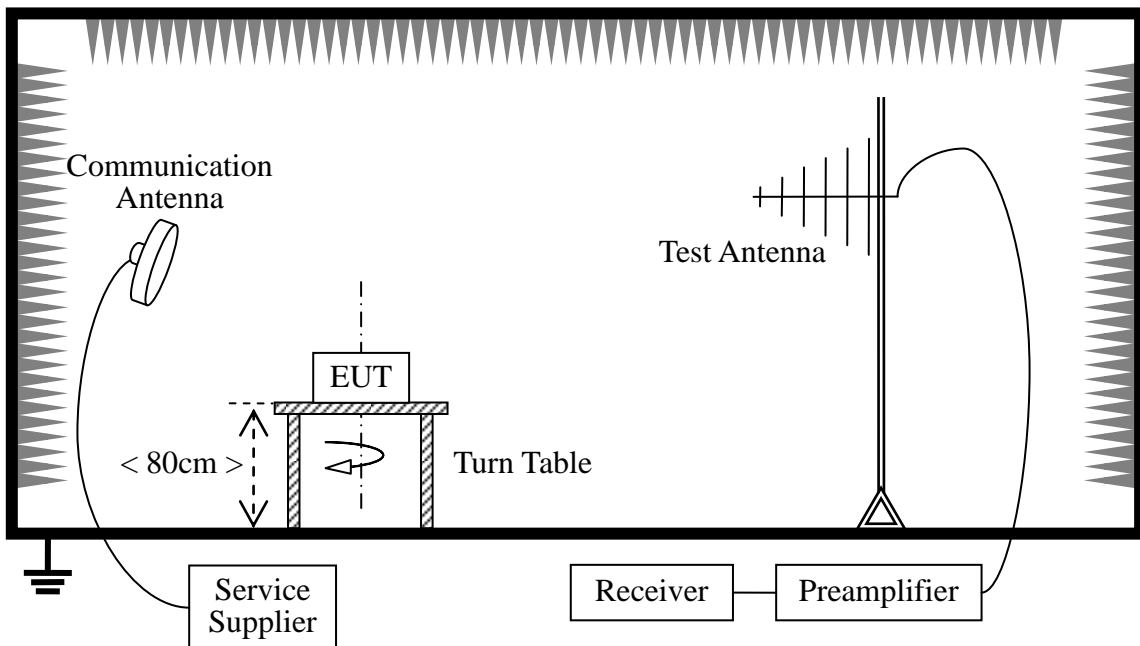 Communication
Antenna
Test Antenna
EUT
< 80cm >
Turn Table
Service
Supplier
Receiver
Preamplifier